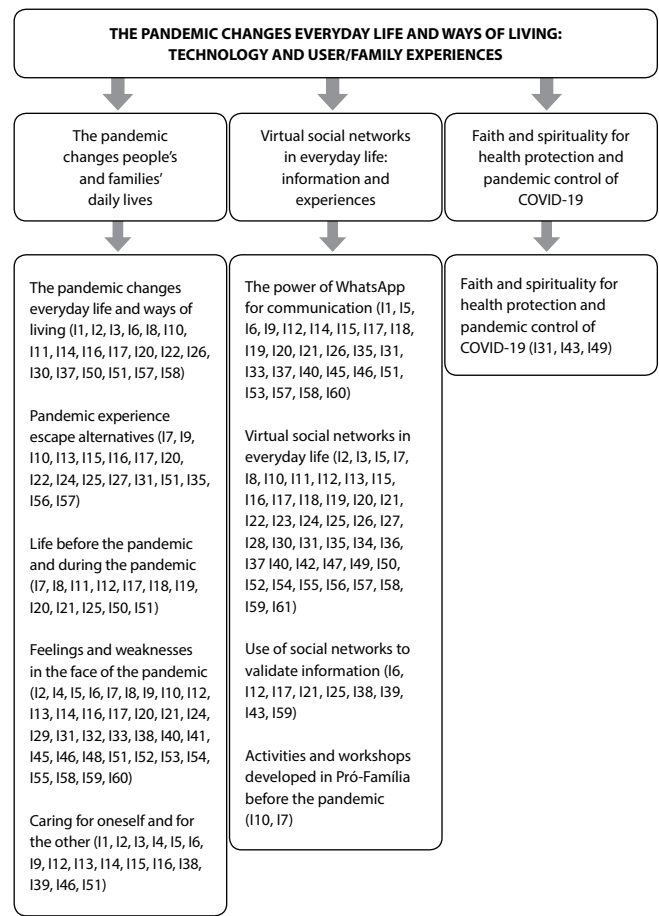 THE PANDEMIC CHANGES EVERYDAY LIFE AND WAYS OF LIVING:
TECHNOLOGY AND USER/FAMILY EXPERIENCES
The pandemic
changes people's
and families'
daily lives
Virtual social networks
in everyday life:
information and
experiences
Faith and spirituality for
health protection and
pandemic control of
COVID-19
The pandemic changes
everyday life and ways of
living (I1, I2, I3, I6, I8, I10,
I11, I14, I16, I17, I20, I22, I26,
I30, I37, I50, I51, I57, I58)
Pandemic experience
escape alternatives (I7, I9,
I10, I13, I15, I16, I17, I20,
I22, I24, I25, I27, I31, I51, I35,
I56, I57)
Life before the pandemic
and during the pandemic
(I7, I8, I11, I12, I17, I18, I19,
I20, I21, I25, I50, I51)
Feelings and weaknesses
in the face of the pandemic
(I2, I4, I5, I6, I7, I8, I9, I10, I12,
I13, I14, I16, I17, I20, I21, I24,
I29, I31, I32, I33, I38, I40, I41,
I45, I46, I48, I51, I52, I53, I54,
I55, I58, I59, I60)
Caring for oneself and for
the other (I1, I2, I3, I4, I5, I6,
I9, I12, I13, I14, I15, I16, I38,
I39, I46, I51)
The power of WhatsApp
for communication (I1, I5,
I6, I9, I12, I14, I15, I17, I18,
I19, I20, I21, I26, I35, I31,
I33, I37, I40, I45, I46, I51,
I53, I57, I58, I60)
Virtual social networks in
everyday life (I2, I3, I5, I7,
I8, I10, I11, I12, I13, I15,
I16, I17, I18, I19, I20, I21,
I22, I23, I24, I25, I26, I27,
I28, I30, I31, I35, I34, I36,
I37 I40, I42, I47, I49, I50,
I52, I54, I55, I56, I57, I58,
I59, I61)
Use of social networks to
validate information (I6,
I12, I17, I21, I25, I38, I39,
I43, I59)
Activities and workshops
developed in Pró-Família
before the pandemic
(I10, I7)
Faith and spirituality for
health protection and
pandemic control of
COVID-19 (I31, I43, I49)